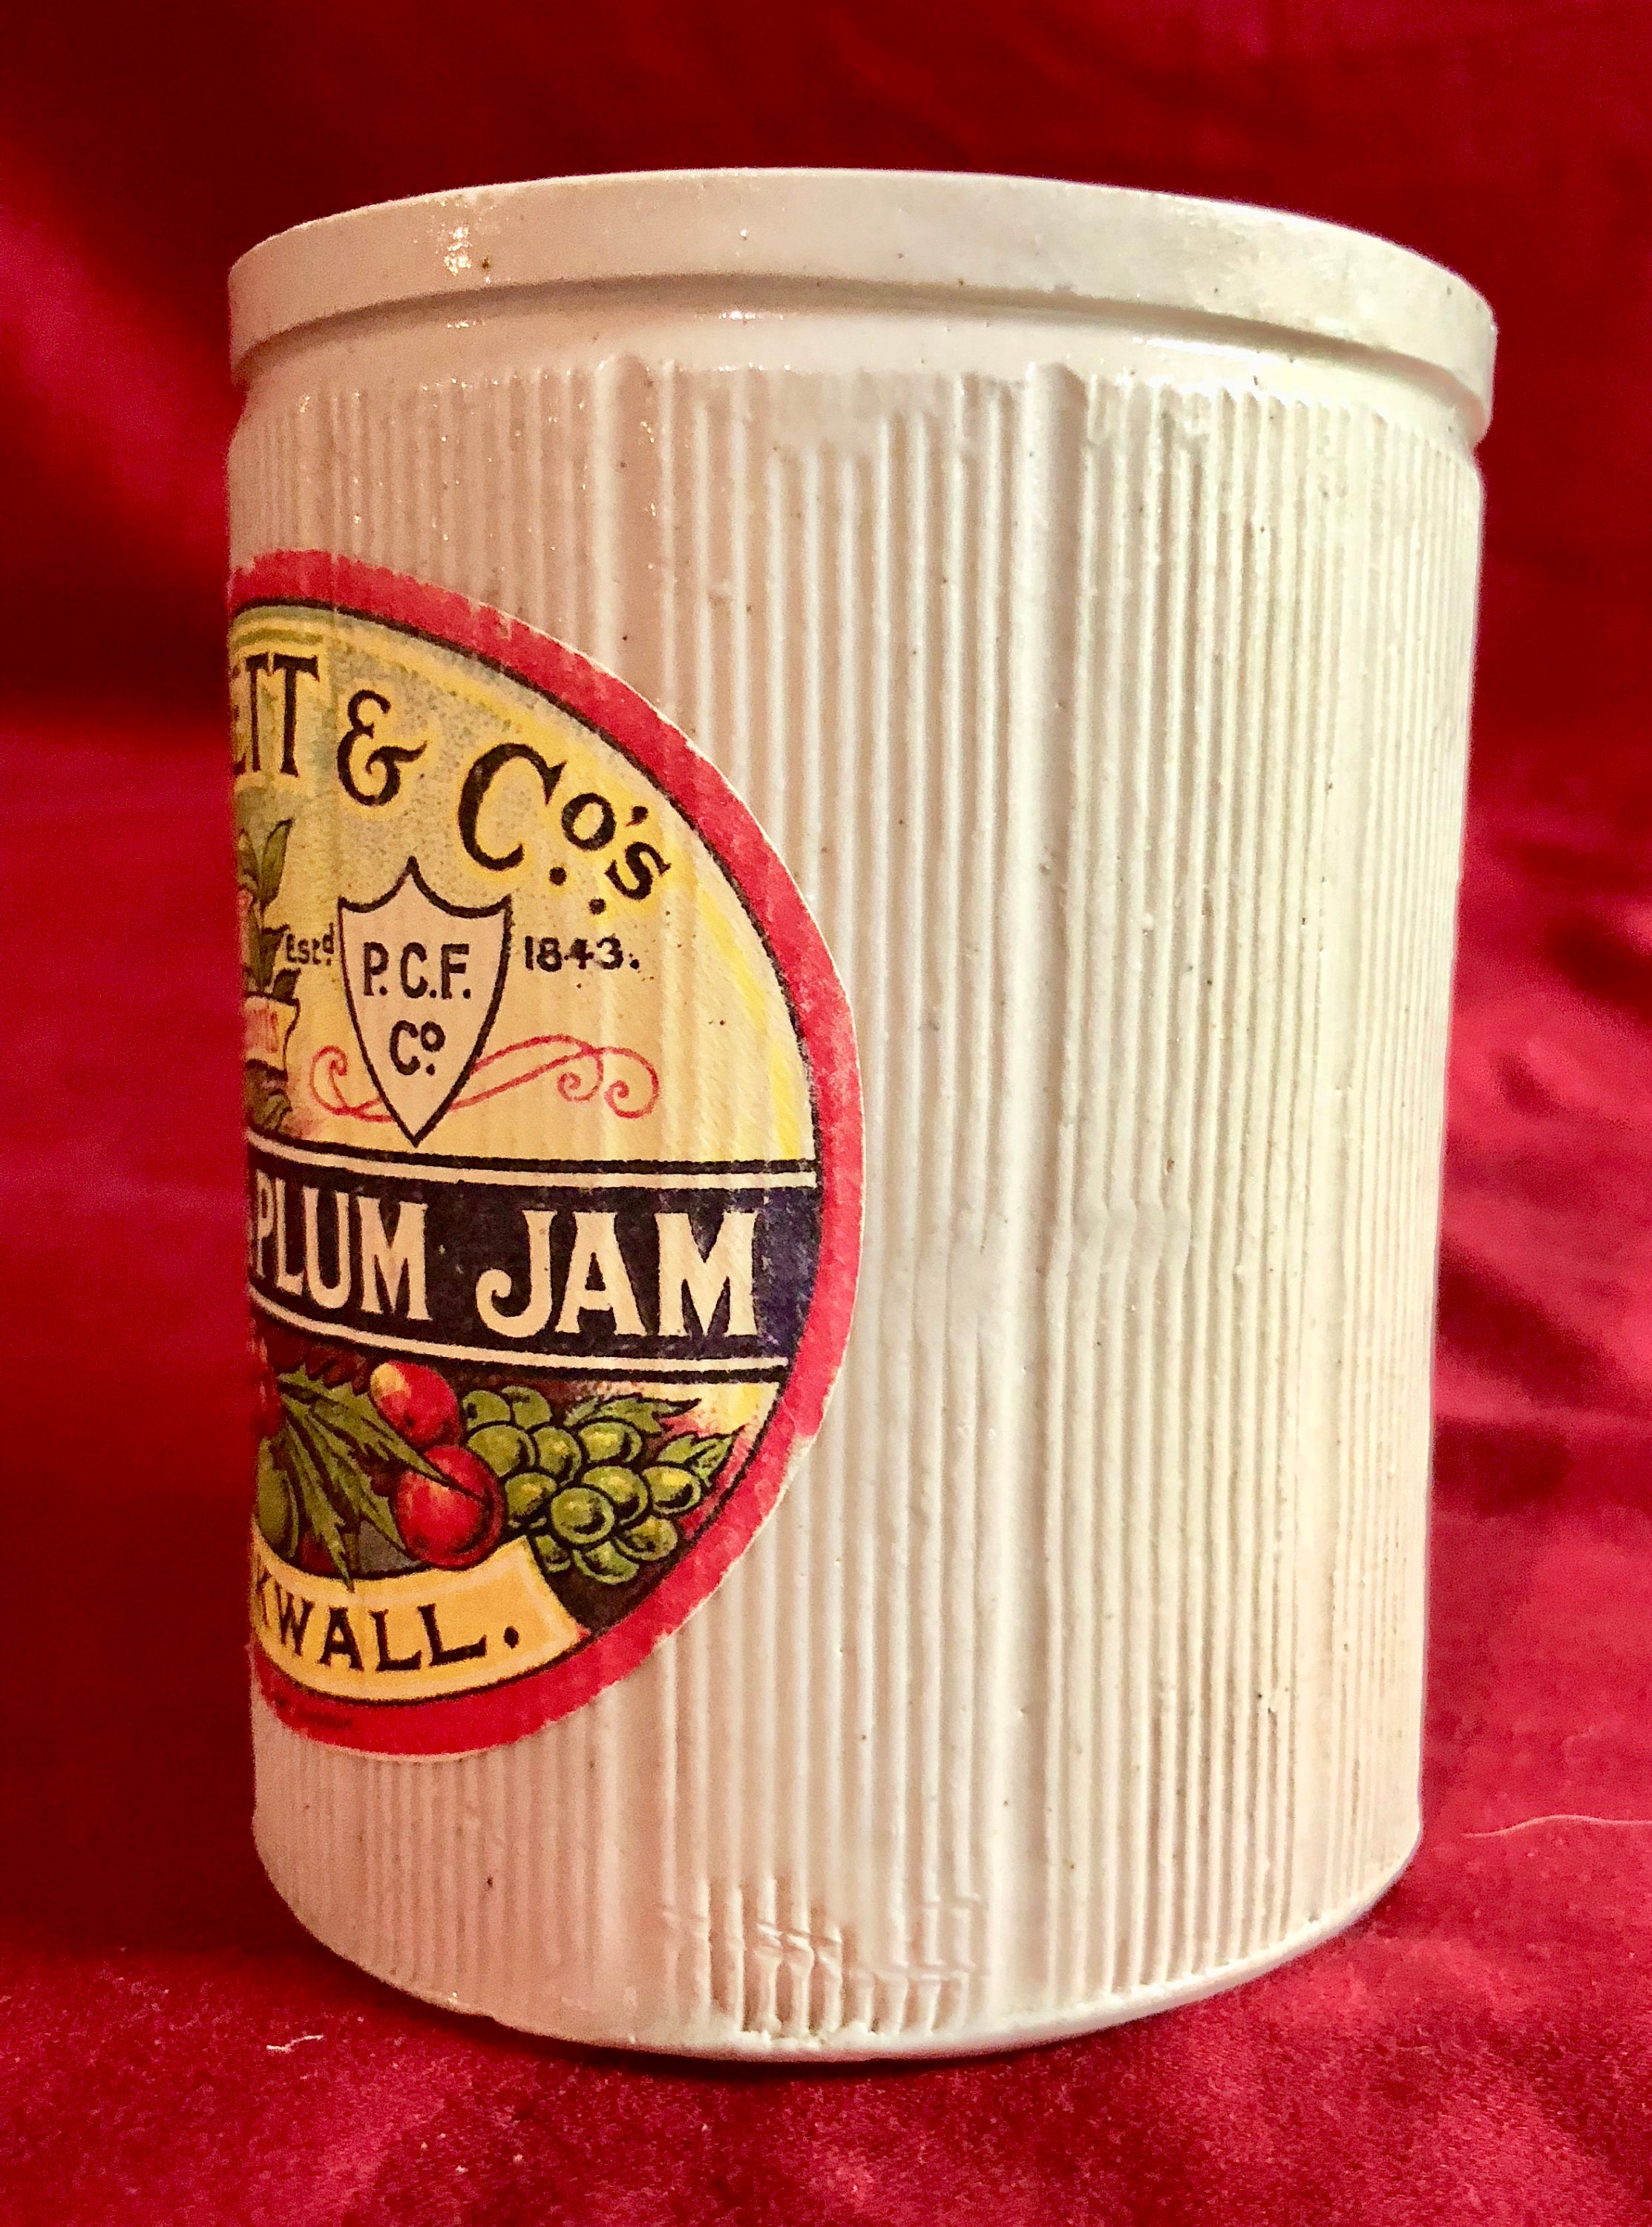 & Co's.
Estd 1843.
P.C.F.
Co.
PLUM JAM
KWALL.